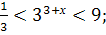 1/3 < 3^{3+x} < 9;